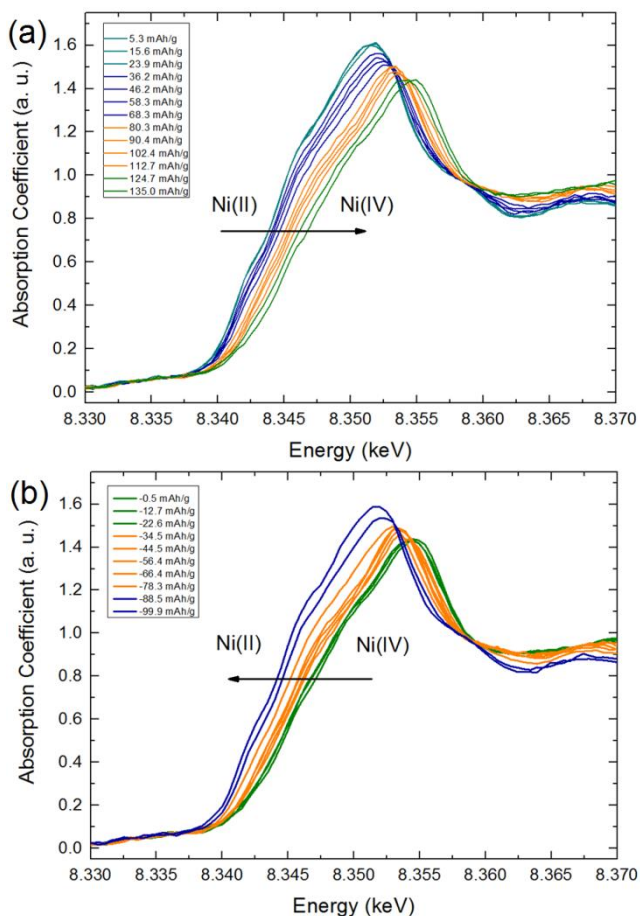 (a)
5.3 mAh/g
15.6 mAh/g
23.9 mAh/g
36.2 mAh/g
46.2 mAh/g
58.3 mAh/g
68.3 mAh/g
80.3 mAh/g
90.4 mAh/g
102.4 mAh/g
112.7 mAh/g
124.7 mAh/g
135.0 mAh/g
Ni(II) Ni(IV)
Absorption Coefficient (a. u.)
1.6
1.4
1.2
1.0
0.8
0.6
0.4
0.2
0.0
8.330 8.335 8.340 8.345 8.350 8.355 8.360 8.365 8.370
Energy (keV)
(b)
-0.5 mAh/g
-12.7 mAh/g
-22.6 mAh/g
-34.5 mAh/g
-44.5 mAh/g
-56.4 mAh/g
-66.4 mAh/g
-78.3 mAh/g
-88.5 mAh/g
-99.9 mAh/g
Ni(II) Ni(IV)
Absorption Coefficient (a. u.)
1.6
1.4
1.2
1.0
0.8
0.6
0.4
0.2
0.0
8.330 8.335 8.340 8.345 8.350 8.355 8.360 8.365 8.370
Energy (keV)